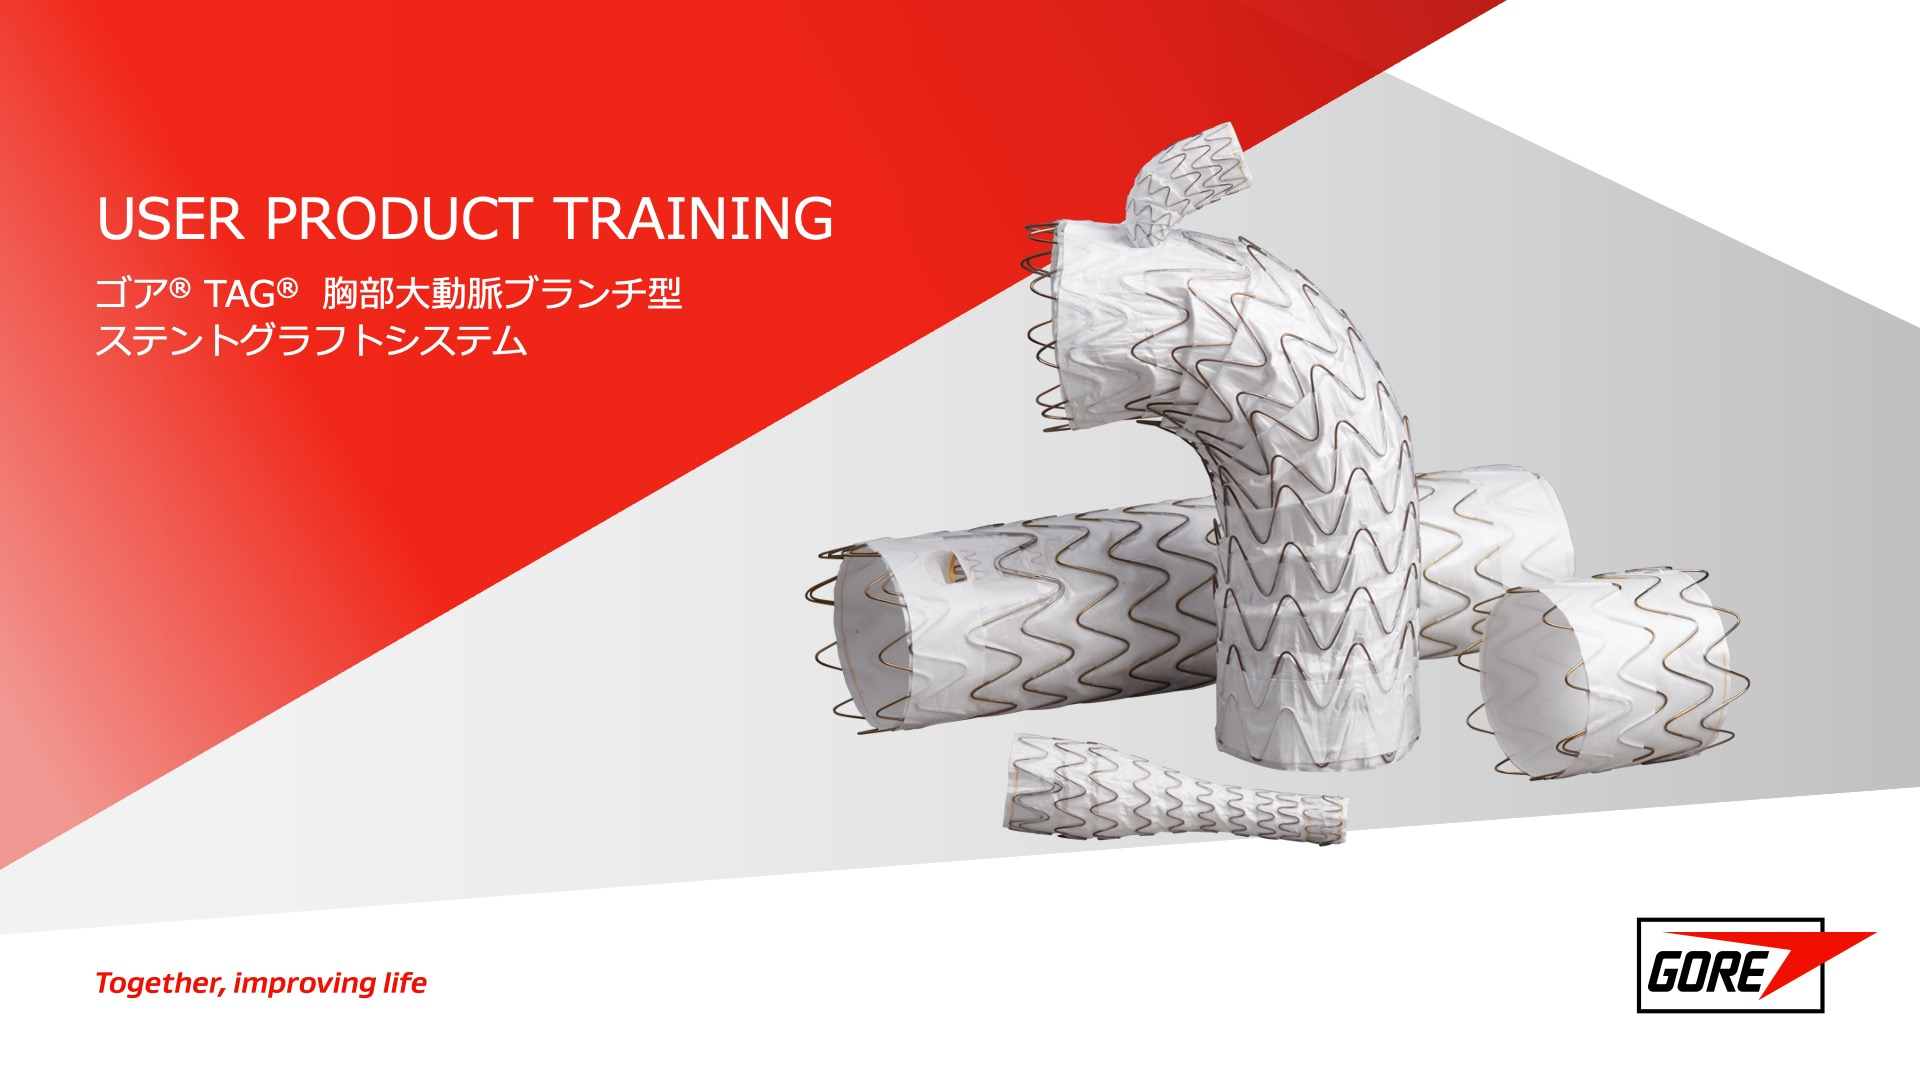 USER PRODUCT TRAINING
ゴア® TAG® 胸部大動脈ブランチ型
ステントグラフトシステム
Together, improving life
GORE